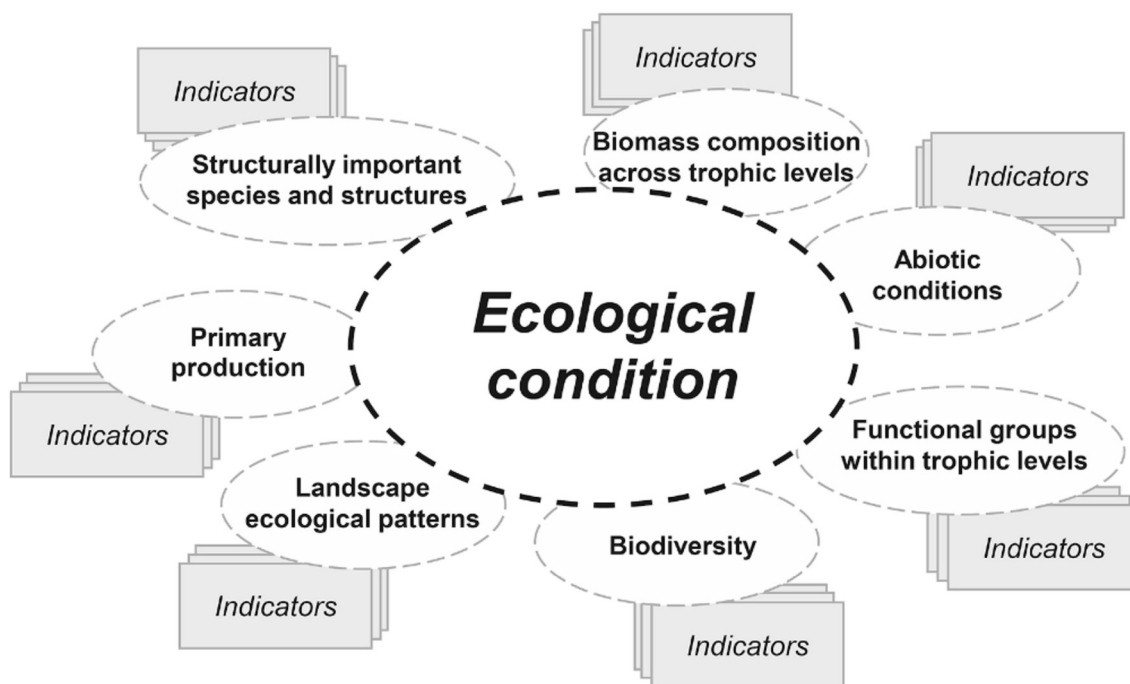 Indicators
Structurally important
species and structures
Indicators
Biomass composition
across trophic levels
Indicators
Abiotic
conditions
Ecological
condition
Primary
production
Indicators
Functional groups
within trophic levels
Indicators
Landscape
ecological patterns
Indicators
Biodiversity
Indicators